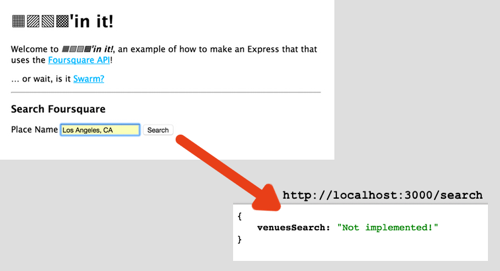 ▦▨▧▩'in it!
Welcome to ▦▨▧▩'in it!, an example of how to make an Express that that
uses the Foursquare API!
… or wait, is it Swarm?
Search Foursquare
Place Name Los Angeles, CA Search
http://localhost:3000/search
{
venuesSearch: "Not implemented!"
}